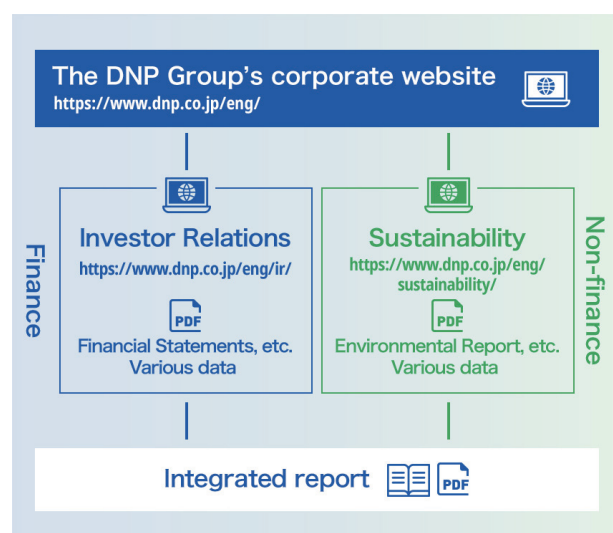 The DNP Group's corporate website
https://www.dnp.co.jp/eng/
Finance
Investor Relations
https://www.dnp.co.jp/eng/ir/
PDF
Financial Statements, etc.
Various data
Sustainability
https://www.dnp.co.jp/eng/
sustainability/
PDF
Environmental Report, etc.
Various data
Non-finance
Integrated report
PDF